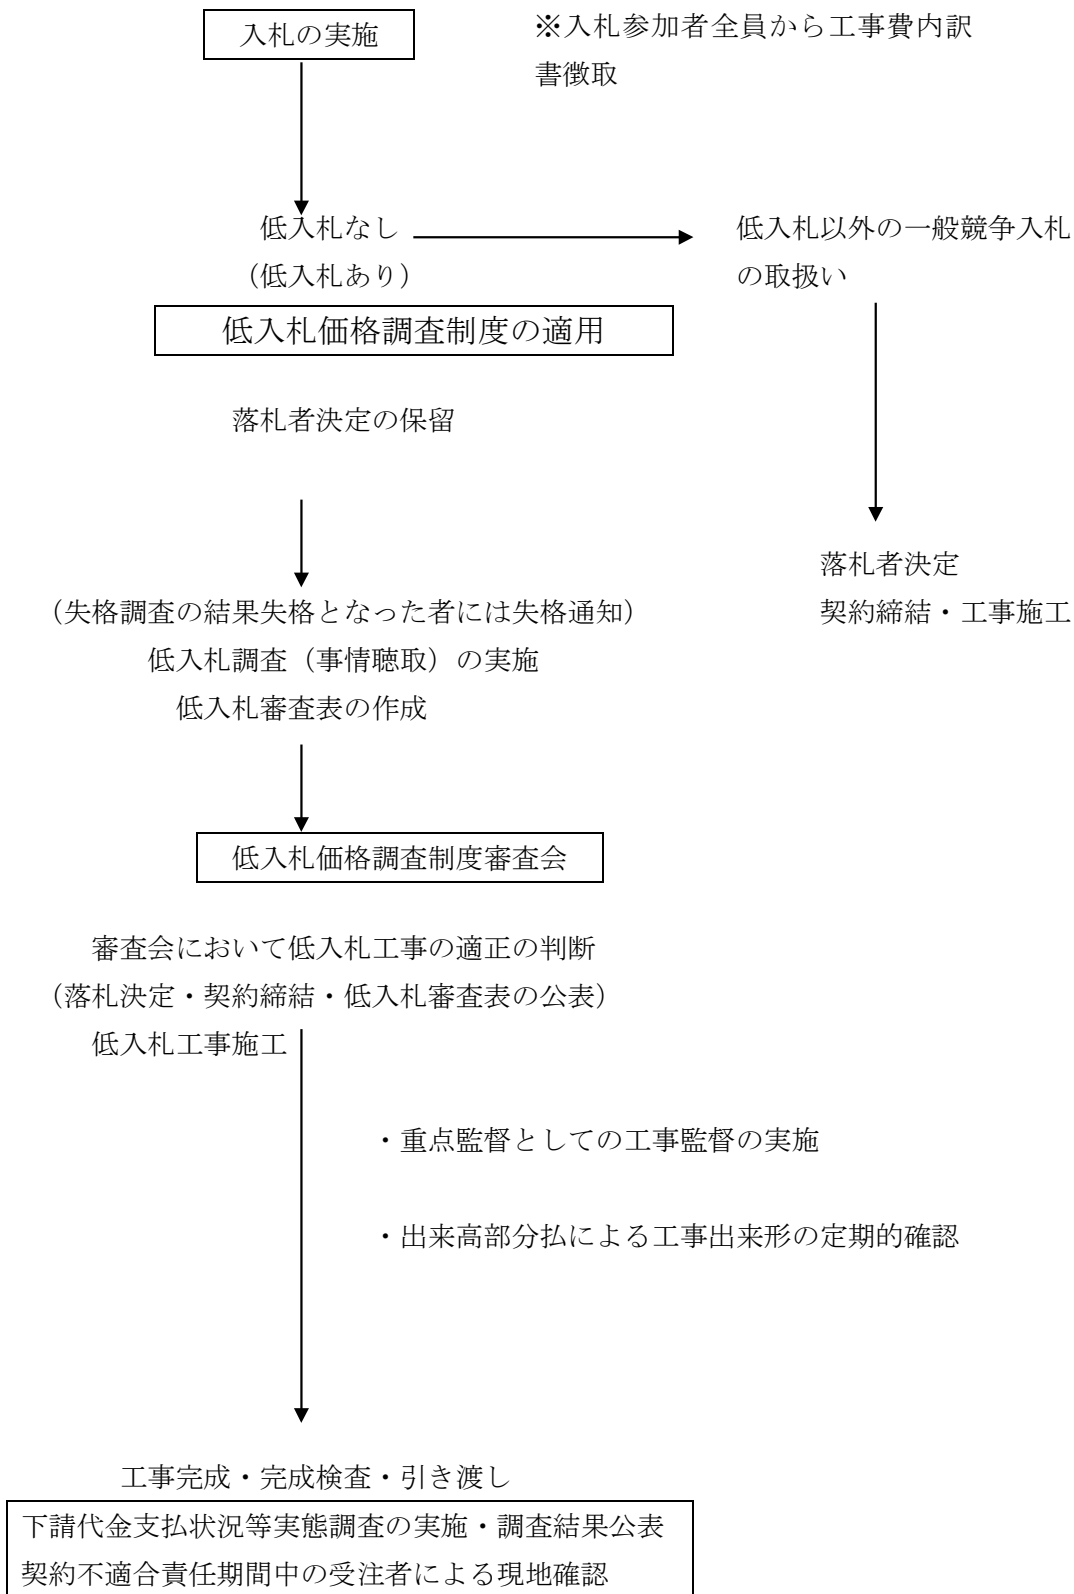 入札の実施
※入札参加者全員から工事費内訳
書徴取
低入札なし
（低入札あり）
低入札以外の一般競争入札
の取扱い
低入札価格調査制度の適用
落札者決定の保留
落札者決定
契約締結・工事施工
（失格調査の結果失格となった者には失格通知）
低入札調査（事情聴取）の実施
低入札審査表の作成
低入札価格調査制度審査会
審査会において低入札工事の適正の判断
（落札決定・契約締結・低入札審査表の公表）
低入札工事施工
・重点監督としての工事監督の実施
・出来高部分払による工事出来形の定期的確認
工事完成・完成検査・引き渡し
下請代金支払状況等実態調査の実施・調査結果公表
契約不適合責任期間中の受注者による現地確認